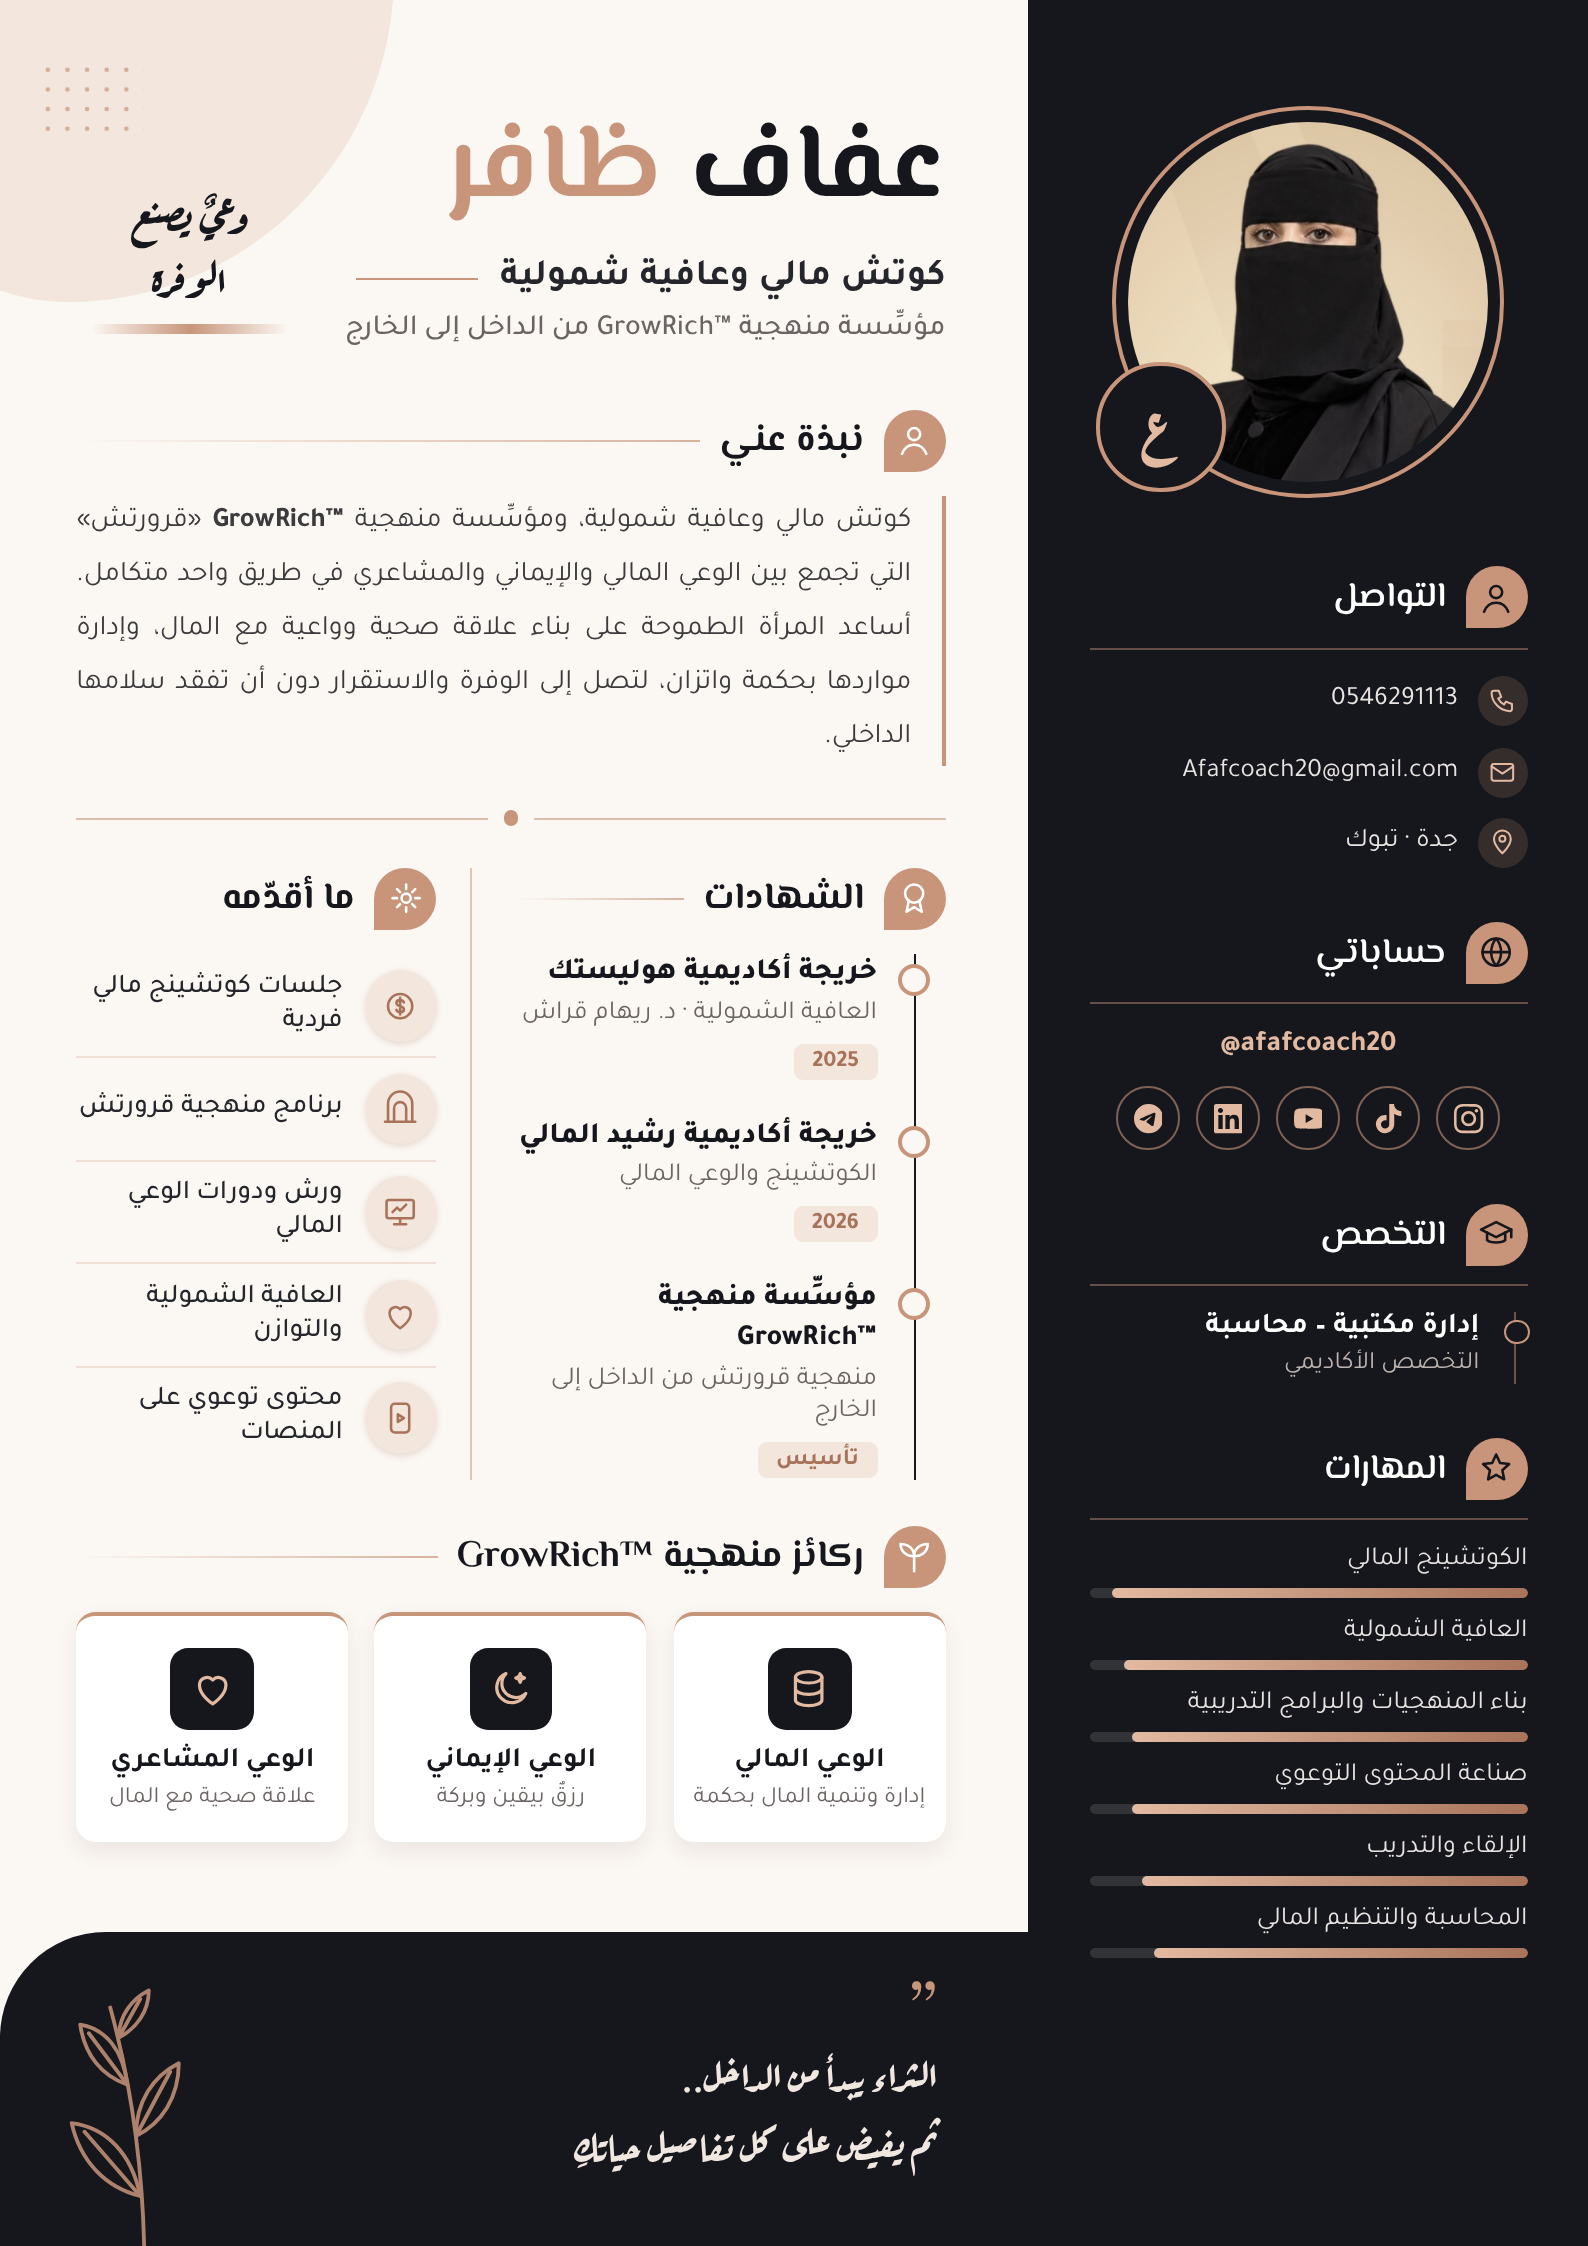 عفاف ظافر
كوتش مالي وعافية شمولية
مؤسِّسة منهجية GrowRich™ من الداخل إلى الخارج
وعيٌ يصنع
الوفرة
نبذة عني
كوتش مالي وعافية شمولية، ومؤسِّسة منهجية GrowRich™ «قرورتش»
التي تجمع بين الوعي المالي والإيماني والمشاعري في طريق واحد متكامل.
أساعد المرأة الطموحة على بناء علاقة صحية وواعية مع المال، وإدارة
مواردها بحكمة واتزان، لتصل إلى الوفرة والاستقرار دون أن تفقد سلامها
الداخلي.
الشهادات
خريجة أكاديمية هوليستك
العافية الشمولية · د. ريهام قراش
2025
خريجة أكاديمية رشيد المالي
الكوتشينج والوعي المالي
2026
مؤسِّسة منهجية
GrowRich™
منهجية قرورتش من الداخل إلى
الخارج
تأسيس
ما أقدّمه
جلسات كوتشينج مالي
فردية
برنامج منهجية قرورتش
ورش ودورات الوعي
المالي
العافية الشمولية
والتوازن
محتوى توعوي على
المنصات
ركائز منهجية GrowRich™
الوعي المالي
إدارة وتنمية المال بحكمة
الوعي الإيماني
رزقٌ بيقين وبركة
الوعي المشاعري
علاقة صحية مع المال
”
الثراء يبدأ من الداخل..
ثم يفيض على كل تفاصيل حياتكِ
ع
التواصل
0546291113
Afafcoach20@gmail.com
جدة · تبوك
حساباتي
@afafcoach20
in
التخصص
إدارة مكتبية - محاسبة
التخصص الأكاديمي
المهارات
الكوتشينج المالي
العافية الشمولية
بناء المنهجيات والبرامج التدريبية
صناعة المحتوى التوعوي
الإلقاء والتدريب
المحاسبة والتنظيم المالي